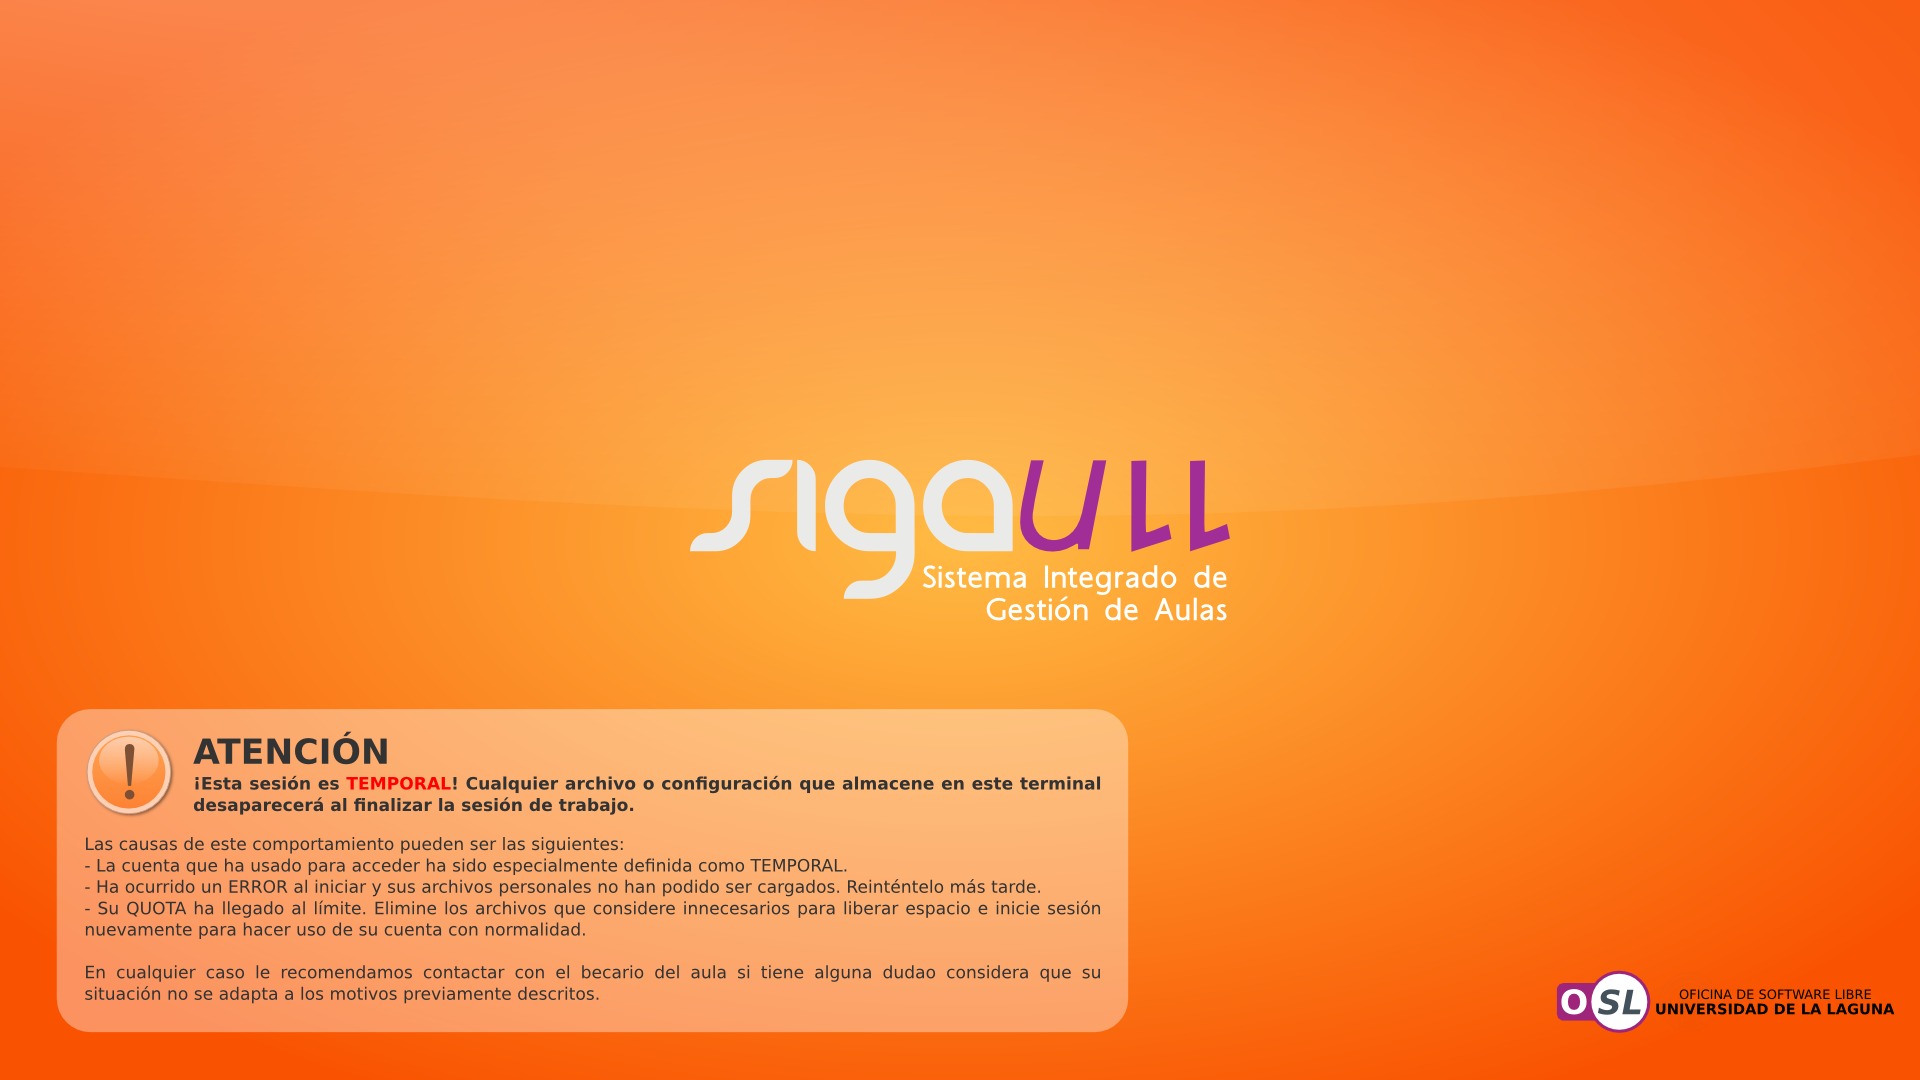 sigaull
Sistema Integrado de
Gestión de Aulas
!
ATENCIÓN
¡Esta sesión es TEMPORAL! Cualquier archivo o configuración que almacene en este terminal
desaparecerá al finalizar la sesión de trabajo.
Las causas de este comportamiento pueden ser las siguientes:
- La cuenta que ha usado para acceder ha sido especialmente definida como TEMPORAL.
- Ha ocurrido un ERROR al iniciar y sus archivos personales no han podido ser cargados. Reinténtelo más tarde.
- Su QUOTA ha llegado al límite. Elimine los archivos que considere innecesarios para liberar espacio e inicie sesión
nuevamente para hacer uso de su cuenta con normalidad.
En cualquier caso le recomendamos contactar con el becario del aula si tiene alguna dudao considera que su
situación no se adapta a los motivos previamente descritos.
OSL
OFICINA DE SOFTWARE LIBRE
UNIVERSIDAD DE LA LAGUNA